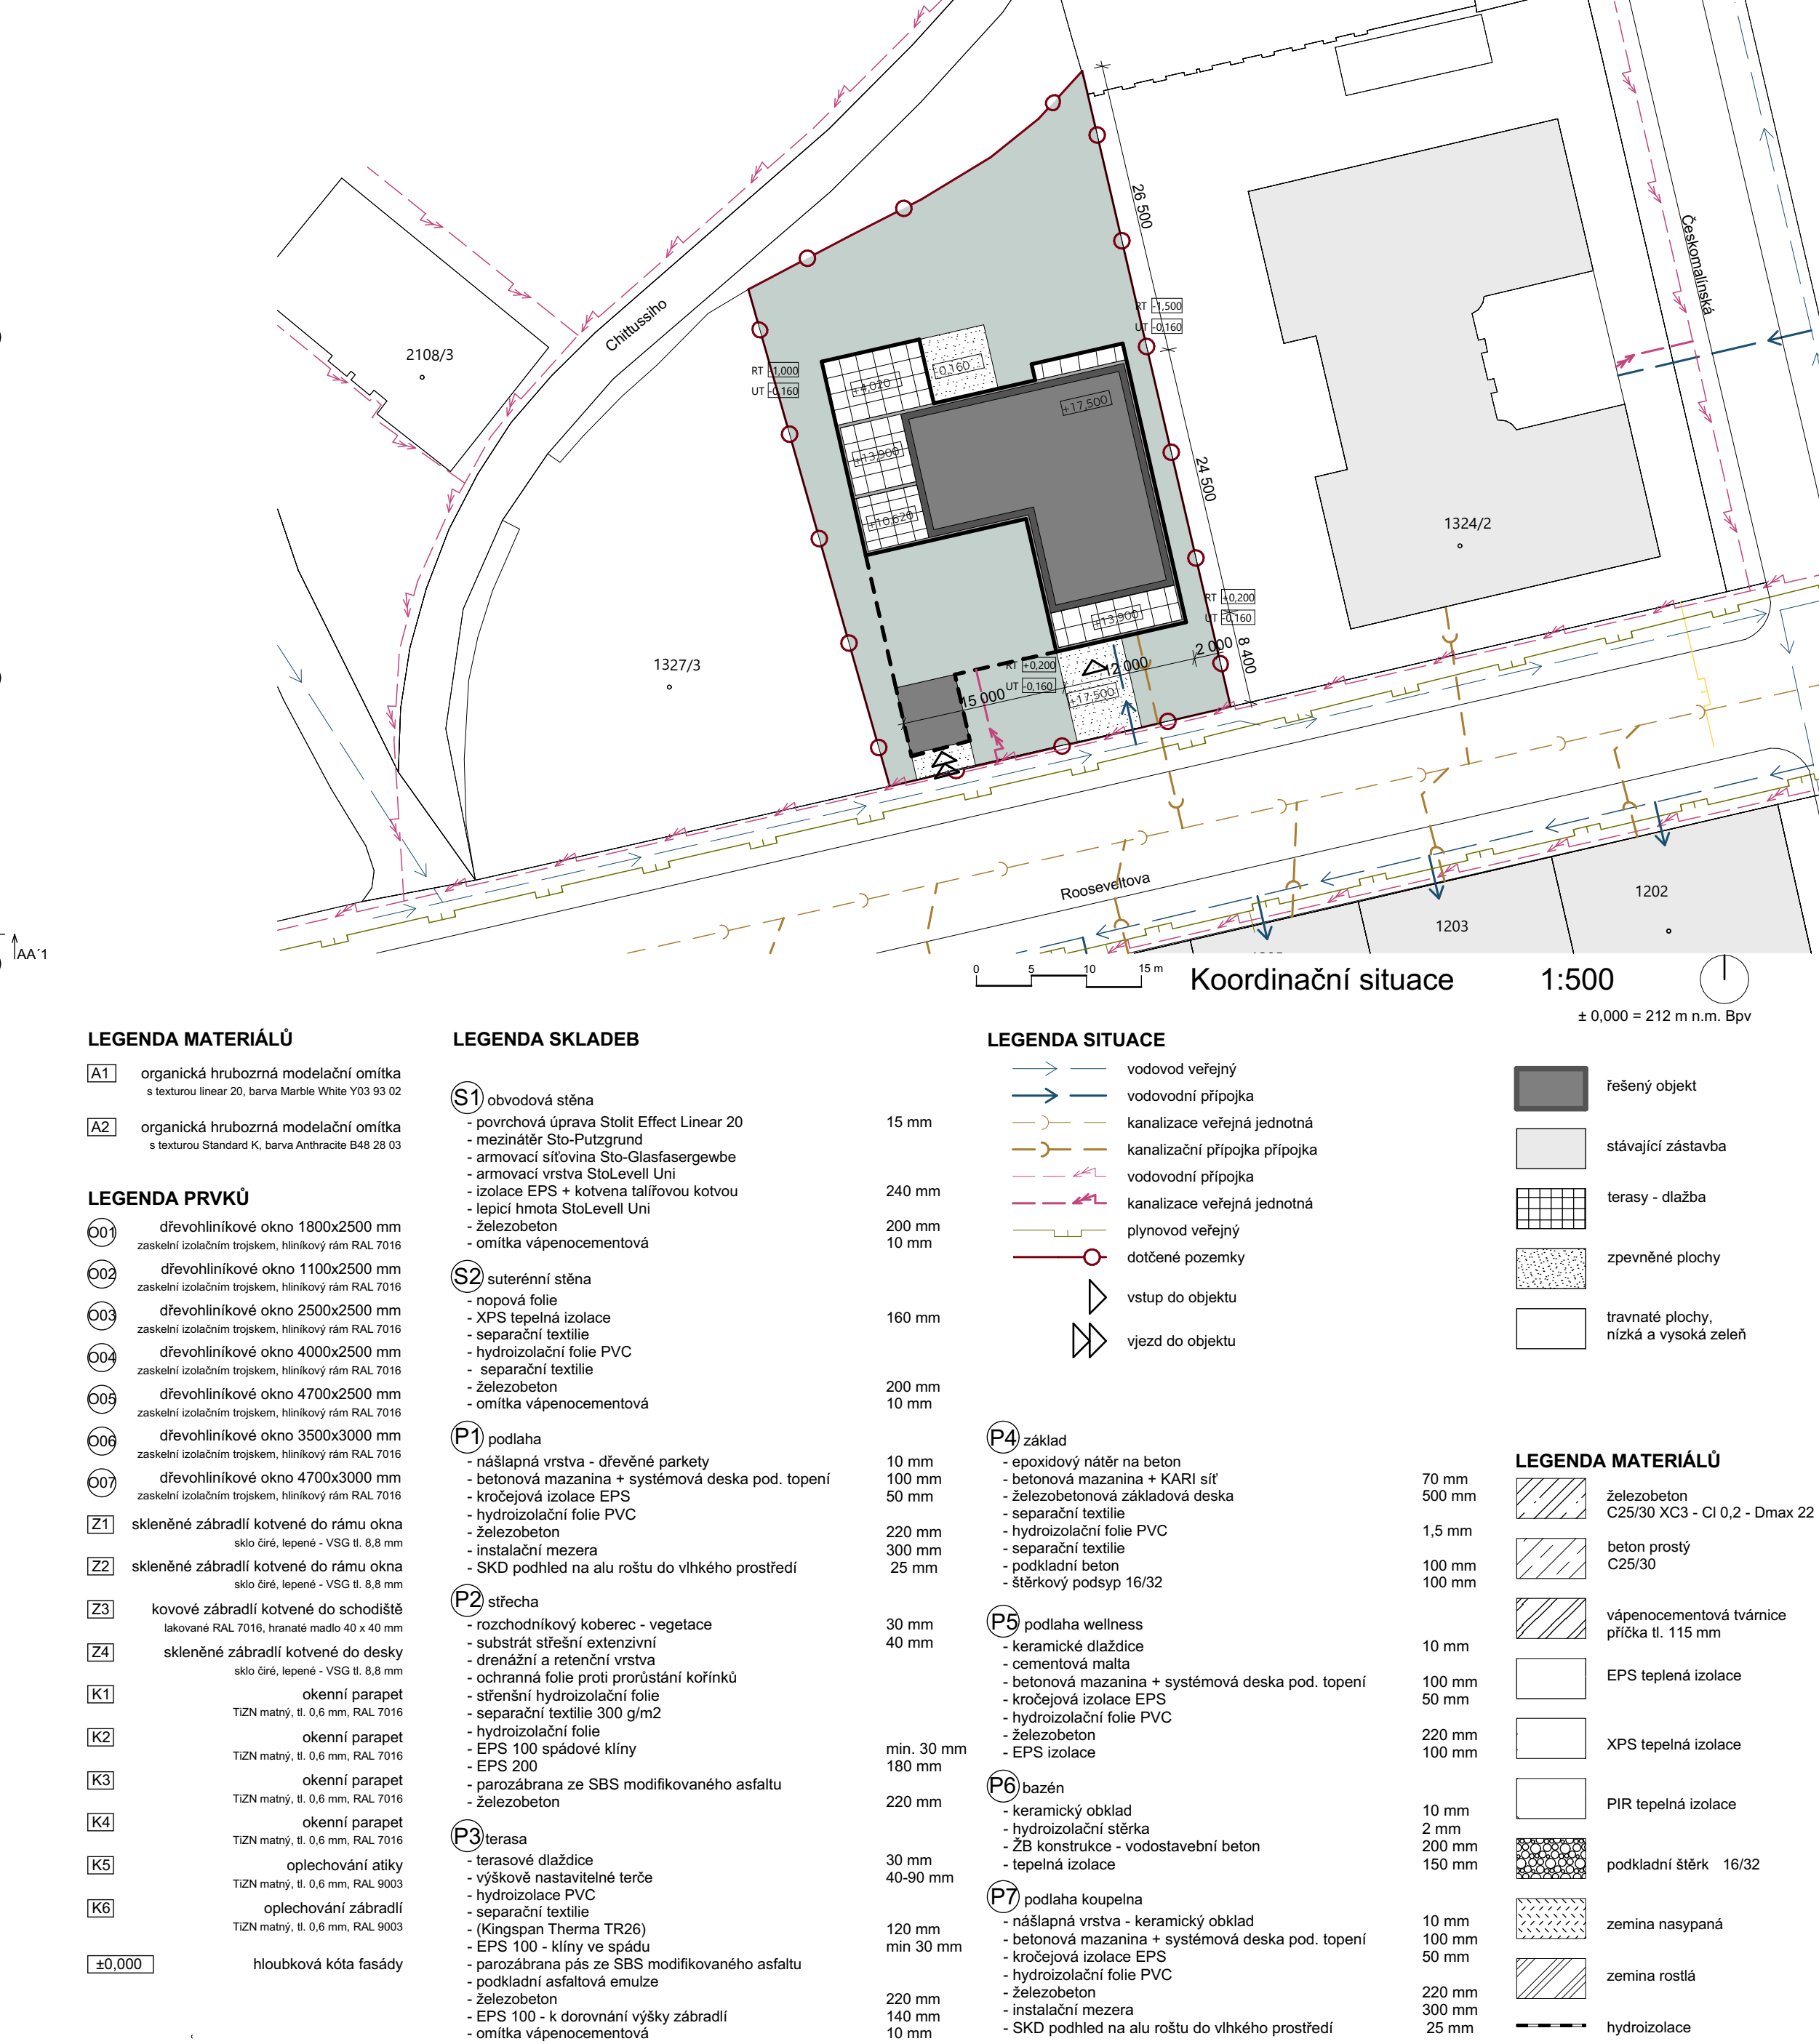 26 500
Českomalínská
RT -1,500
UT -0,160
Chittussiho
2108/3
RT -1,000
UT -0,160
+4,020
-0,160
+17,500
+13,900
24 500
+10,620
1324/2
RT +0,200
UT -0,160
+13,900
2 000
8 400
1327/3
RT +0,200
UT -0,160
12 000
+17,500
15 000
Rooseveltova
1202
1203
AA´1
0 5 10 15 m
Koordinační situace 1:500
± 0,000 = 212 m n.m. Bpv
LEGENDA MATERIÁLŮ
A1 organická hrubozrná modelační omítka
s texturou linear 20, barva Marble White Y03 93 02
A2 organická hrubozrná modelační omítka
s texturou Standard K, barva Anthracite B48 28 03
LEGENDA PRVKŮ
O01 dřevohliníkové okno 1800x2500 mm
zaskelní izolačním trojskem, hliníkový rám RAL 7016
O02 dřevohliníkové okno 1100x2500 mm
zaskelní izolačním trojskem, hliníkový rám RAL 7016
O03 dřevohliníkové okno 2500x2500 mm
zaskelní izolačním trojskem, hliníkový rám RAL 7016
O04 dřevohliníkové okno 4000x2500 mm
zaskelní izolačním trojskem, hliníkový rám RAL 7016
O05 dřevohliníkové okno 4700x2500 mm
zaskelní izolačním trojskem, hliníkový rám RAL 7016
O06 dřevohliníkové okno 3500x3000 mm
zaskelní izolačním trojskem, hliníkový rám RAL 7016
O07 dřevohliníkové okno 4700x3000 mm
zaskelní izolačním trojskem, hliníkový rám RAL 7016
Z1 skleněné zábradlí kotvené do rámu okna
sklo čiré, lepené - VSG tl. 8,8 mm
Z2 skleněné zábradlí kotvené do rámu okna
sklo čiré, lepené - VSG tl. 8,8 mm
Z3 kovové zábradlí kotvené do schodiště
lakované RAL 7016, hranaté madlo 40 x 40 mm
Z4 skleněné zábradlí kotvené do desky
sklo čiré, lepené - VSG tl. 8,8 mm
K1 okenní parapet
TiZN matný, tl. 0,6 mm, RAL 7016
K2 okenní parapet
TiZN matný, tl. 0,6 mm, RAL 7016
K3 okenní parapet
TiZN matný, tl. 0,6 mm, RAL 7016
K4 okenní parapet
TiZN matný, tl. 0,6 mm, RAL 7016
K5 oplechování atiky
TiZN matný, tl. 0,6 mm, RAL 9003
K6 oplechování zábradlí
TiZN matný, tl. 0,6 mm, RAL 9003
±0,000 hloubková kóta fasády
LEGENDA SKLADEB
S1 obvodová stěna
- povrchová úprava Stolit Effect Linear 20 15 mm
- mezinátěr Sto-Putzgrund
- armovací síťovina Sto-Glasfasergewbe
- armovací vrstva StoLevell Uni
- izolace EPS + kotvena talířovou kotvou 240 mm
- lepicí hmota StoLevell Uni
- železobeton 200 mm
- omítka vápenocementová 10 mm
S2 suterénní stěna
- nopová folie
- XPS tepelná izolace 160 mm
- separační textilie
- hydroizolační folie PVC
- separační textilie
- železobeton 200 mm
- omítka vápenocementová 10 mm
P1 podlaha
- nášlapná vrstva - dřevěné parkety 10 mm
- betonová mazanina + systémová deska pod. topení 100 mm
- kročejová izolace EPS 50 mm
- hydroizolační folie PVC
- železobeton 220 mm
- instalační mezera 300 mm
- SKD podhled na alu roštu do vlhkého prostředí 25 mm
P2 střecha
- rozchodníkový koberec - vegetace 30 mm
- substrát střešní extenzivní 40 mm
- drenážní a retenční vrstva
- ochranná folie proti prorůstání kořínků
- střenšní hydroizolační folie
- separační textilie 300 g/m2
- hydroizolační folie
- EPS 100 spádové klíny min. 30 mm
- EPS 200 180 mm
- parozábrana ze SBS modifikovaného asfaltu
- železobeton 220 mm
P3 terasa
- terasové dlaždice 30 mm
- výškově nastavitelné terče 40-90 mm
- hydroizolace PVC
- separační textilie
- (Kingspan Therma TR26) 120 mm
- EPS 100 - klíny ve spádu min 30 mm
- parozábrana pás ze SBS modifikovaného asfaltu
- podkladní asfaltová emulze
- železobeton 220 mm
- EPS 100 - k dorovnání výšky zábradlí 140 mm
- omítka vápenocementová 10 mm
LEGENDA SITUACE
vodovod veřejný
vodovodní přípojka
kanalizace veřejná jednotná
kanalizační přípojka přípojka
vodovodní přípojka
kanalizace veřejná jednotná
plynovod veřejný
dotčené pozemky
vstup do objektu
vjezd do objektu
řešený objekt
stávající zástavba
terasy - dlažba
zpevněné plochy
travnaté plochy,
nízká a vysoká zeleň
P4 základ
- epoxidový nátěr na beton
- betonová mazanina + KARI síť 70 mm
- železobetonová základová deska 500 mm
- separační textilie
- hydroizolační folie PVC 1,5 mm
- separační textilie
- podkladní beton 100 mm
- štěrkový podsyp 16/32 100 mm
P5 podlaha wellness
- keramické dlaždice 10 mm
- cementová malta
- betonová mazanina + systémová deska pod. topení 100 mm
- kročejová izolace EPS 50 mm
- hydroizolační folie PVC
- železobeton 220 mm
- EPS izolace 100 mm
P6 bazén
- keramický obklad 10 mm
- hydroizolační stěrka 2 mm
- ŽB konstrukce - vodostavební beton 200 mm
- tepelná izolace 150 mm
P7 podlaha koupelna
- nášlapná vrstva - keramický obklad 10 mm
- betonová mazanina + systémová deska pod. topení 100 mm
- kročejová izolace EPS 50 mm
- hydroizolační folie PVC
- železobeton 220 mm
- instalační mezera 300 mm
- SKD podhled na alu roštu do vlhkého prostředí 25 mm
LEGENDA MATERIÁLŮ
železobeton
C25/30 XC3 - Cl 0,2 - Dmax 22
beton prostý
C25/30
vápenocementová tvárnice
příčka tl. 115 mm
EPS teplená izolace
XPS tepelná izolace
PIR tepelná izolace
podkladní štěrk 16/32
zemina nasypaná
zemina rostlá
hydroizolace